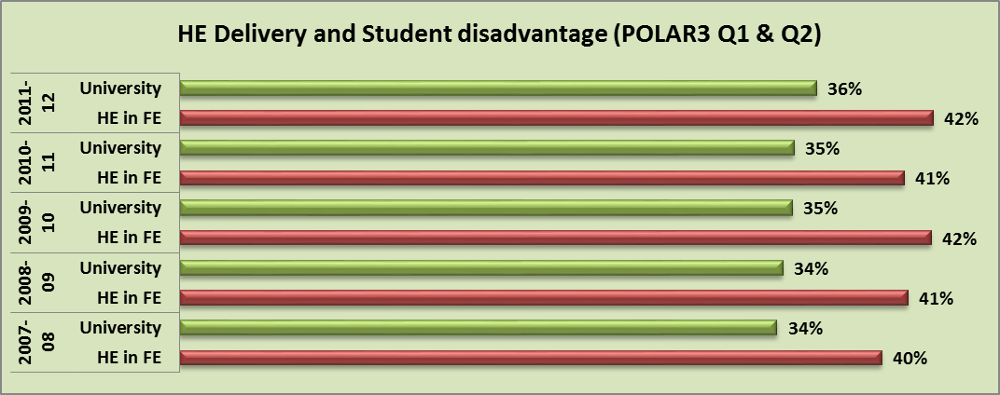 HE Delivery and Student disadvantage (POLAR3 Q1 & Q2)
2011-
12
University
36%
HE in FE
42%
2010-
11
University
35%
HE in FE
41%
2009-
10
University
35%
HE in FE
42%
2008-
09
University
34%
HE in FE
41%
2007-
08
University
34%
HE in FE
40%